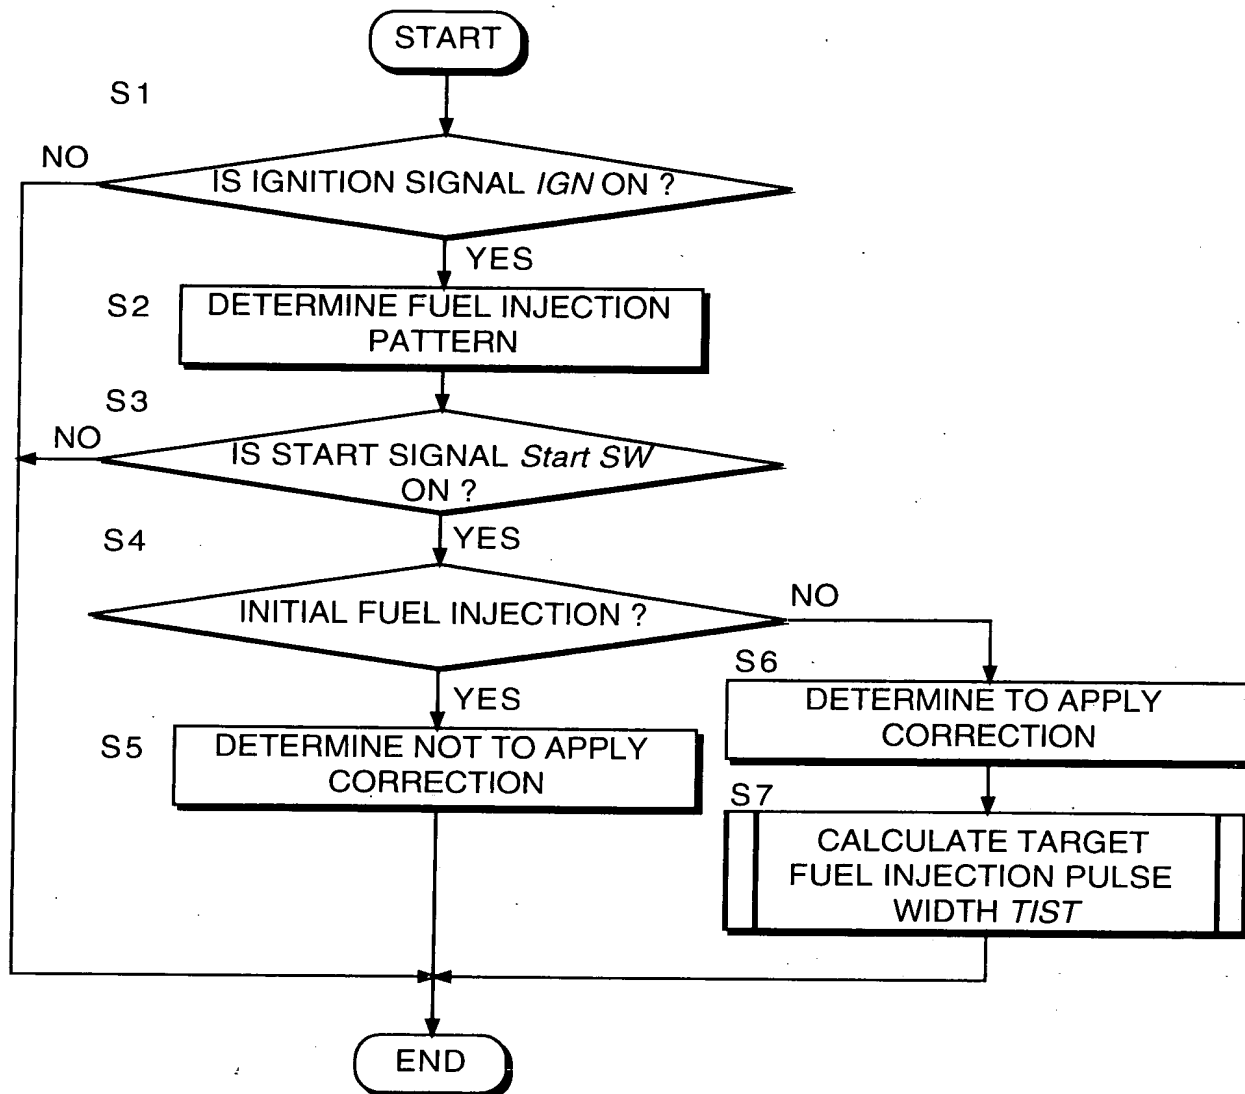 START
S1
NO
IS IGNITION SIGNAL IGN ON ?
YES
S2
DETERMINE FUEL INJECTION
PATTERN
S3
NO
IS START SIGNAL Start SW
ON ?
YES
S4
INITIAL FUEL INJECTION ?
NO
YES
S5
DETERMINE NOT TO APPLY
CORRECTION
S6
DETERMINE TO APPLY
CORRECTION
S7
CALCULATE TARGET
FUEL INJECTION PULSE
WIDTH TIST
END